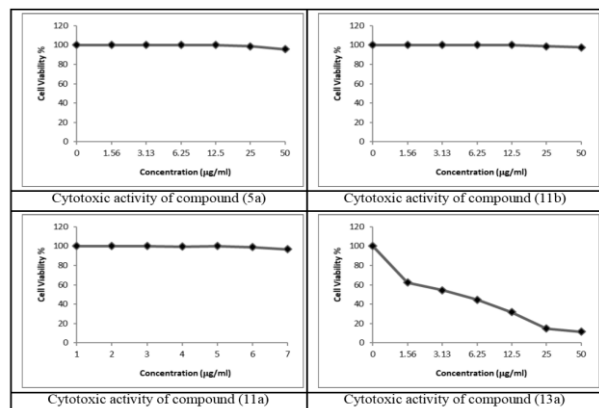 120
100
80
60
40
20
0
Cell Viability %
0 1.56 3.13 6.25 12.5 25 50
Concentration (µg/ml)
Cytotoxic activity of compound (5a)
120
100
80
60
40
20
0
Cell Viability %
0 1.56 3.13 6.25 12.5 25 50
Concentration (µg/ml)
Cytotoxic activity of compound (11b)
120
100
80
60
40
20
0
Cell Viability %
1 2 3 4 5 6 7
Concentration (µg/ml)
Cytotoxic activity of compound (11a)
120
100
80
60
40
20
0
Cell Viability %
0 1.56 3.13 6.25 12.5 25 50
Concentration (µg/ml)
Cytotoxic activity of compound (13a)